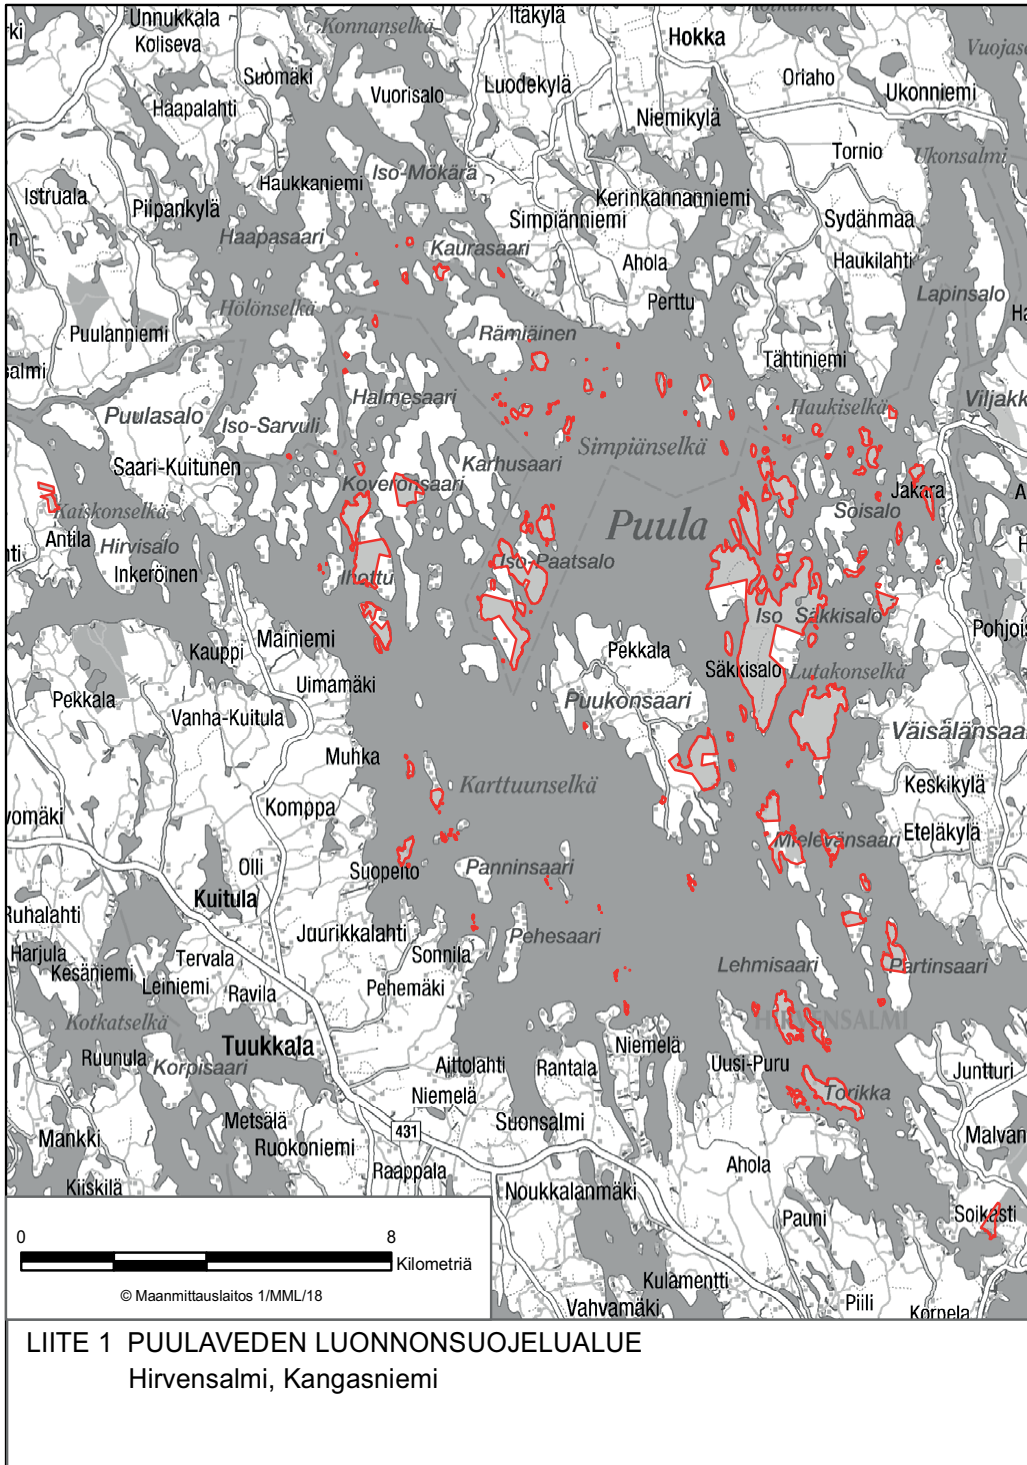 Unnukkala
Koliseva
Konnanselkä
Itäkylä
Hokka
Suomäki
Vuorisalo
Luodekylä
Oriaho
Ukonniemi
Haapalahti
Niemikylä
Tornio
Ukonsalmi
Haukkaniemi
Iso-Mökärä
Istruala
Piipankylä
Kerinkannanniemi
Simpiänniemi
Sydänmaa
Haapasaari
Kaurasaari
Ahola
Haukilahti
Hölönselkä
Perttu
Lapinsalo
Puulanniemi
Rämiäinen
Tähtiniemi
Halmesaari
Puulasalo
Iso-Sarvuli
Haukiselkä
Viljakk
Simpiänselkä
Saari-Kuitunen
Karhusaari
Koveronsaari
Jakara
Kaiskonselkä
Puula
Soisalo
Antila
Hirvisalo
Inkeröinen
Ihottu
Iso-Paatsalo
Iso Säkkisalo
Mainiemi
Kauppi
Pekkala
Säkkisalo
Lutakonselkä
Pohjois
Uimamäki
Pekkala
Puukonsaari
Vanha-Kuitula
Väisälänsaa
Muhka
Karttuunselkä
Keskikylä
Komppa
Eteläkylä
Mielevänsaari
Olli
Suopelto
Panninsaari
Kuitula
Ruhalahti
Juurikkalahti
Pehesaari
Harjula
Tervala
Sonnila
Kesäniemi
Leiniemi
Ravila
Pehemäki
Lehmisaari
Partinsaari
Kotkatselkä
HIRVENSALMI
Tuukkala
Niemelä
Ruunula
Korpisaari
Aittolahti
Rantala
Uusi-Puru
Juntturi
Niemelä
Torikka
Metsälä
Suonsalmi
Mankki
431
Ruokoniemi
Malvan
Raappala
Ahola
Kiiskilä
Noukkalanmäki
Pauni
Soikasti
0 8
Kilometriä
Kulamentti
Piili
© Maanmittauslaitos 1/MML/18
Vahvamäki
Korpela
LIITE 1 PUULAVEDEN LUONNONSUOJELUALUE
Hirvensalmi, Kangasniemi